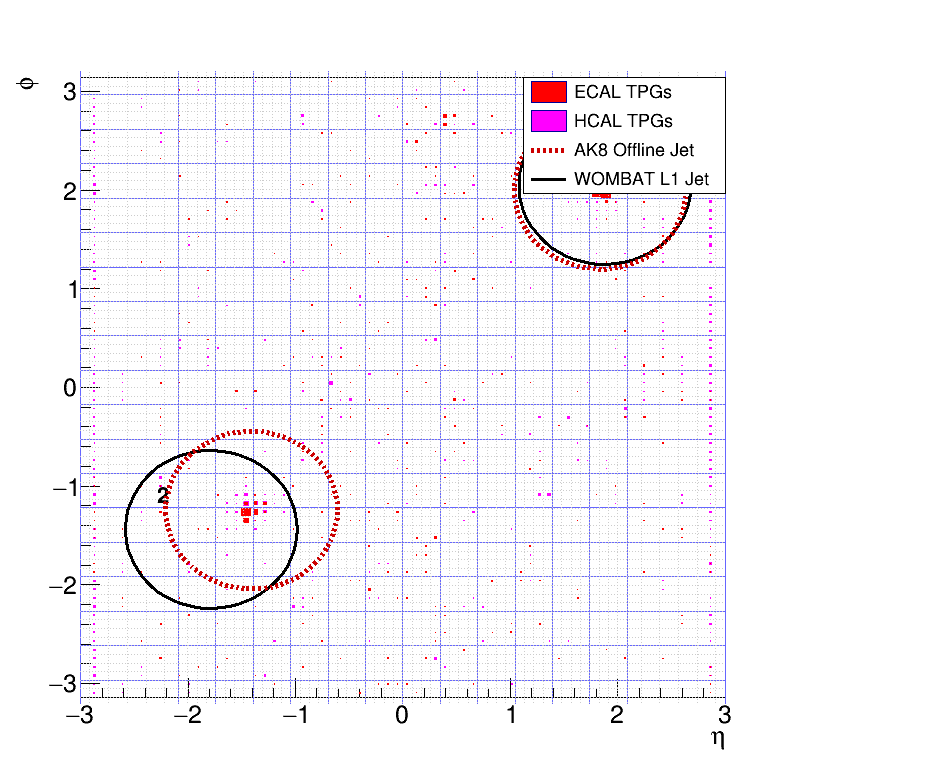 φ
3
2
1
0
−1
−2
−3
ECAL TPGs
HCAL TPGs
AK8 Offline Jet
WOMBAT L1 Jet
2
−3 −2 −1 0 1 2 3
η